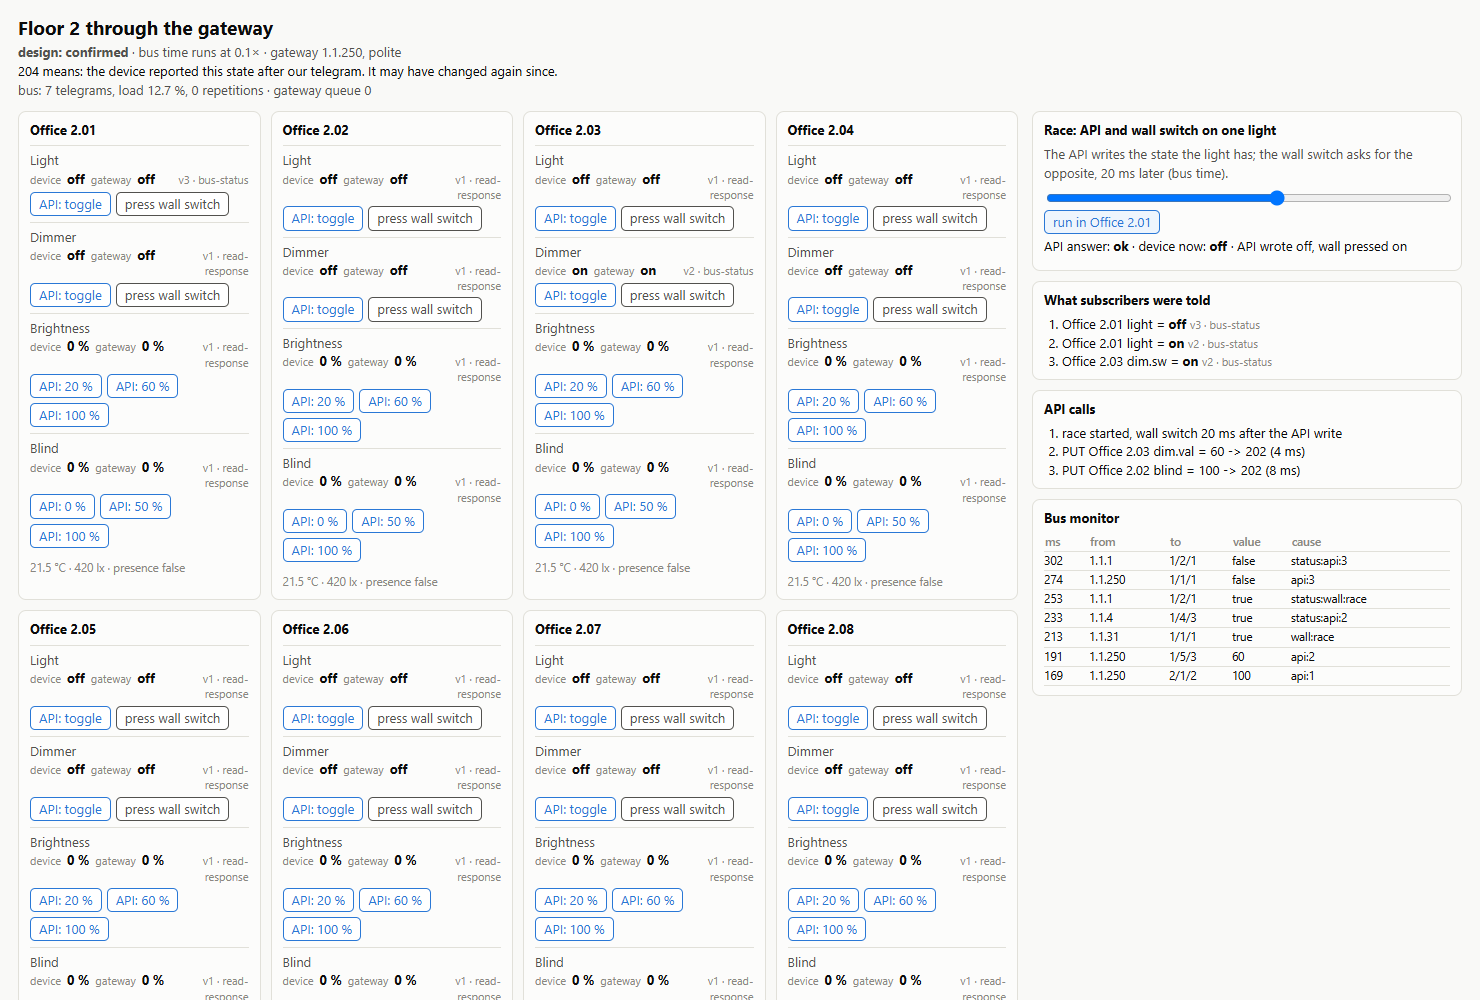 Floor 2 through the gateway
design: confirmed · bus time runs at 0.1× · gateway 1.1.250, polite
204 means: the device reported this state after our telegram. It may have changed again since.
bus: 7 telegrams, load 12.7 %, 0 repetitions · gateway queue 0
Office 2.01
Light
device off gateway off v3 · bus-status
API: toggle press wall switch
Dimmer
device off gateway off v1 · read-
response
API: toggle press wall switch
Brightness
device 0 % gateway 0 % v1 · read-
response
API: 20 % API: 60 %
API: 100 %
Blind
device 0 % gateway 0 % v1 · read-
response
API: 0 % API: 50 %
API: 100 %
21.5 °C · 420 lx · presence false
Office 2.02
Light
device off gateway off v1 · read-
response
API: toggle press wall switch
Dimmer
device off gateway off v1 · read-
response
API: toggle press wall switch
Brightness
device 0 % gateway 0 % v1 · read-
response
API: 20 % API: 60 %
API: 100 %
Blind
device 0 % gateway 0 % v1 · read-
response
API: 0 % API: 50 %
API: 100 %
21.5 °C · 420 lx · presence false
Office 2.03
Light
device off gateway off v1 · read-
response
API: toggle press wall switch
Dimmer
device on gateway on v2 · bus-status
API: toggle press wall switch
Brightness
device 0 % gateway 0 % v1 · read-
response
API: 20 % API: 60 %
API: 100 %
Blind
device 0 % gateway 0 % v1 · read-
response
API: 0 % API: 50 %
API: 100 %
21.5 °C · 420 lx · presence false
Office 2.04
Light
device off gateway off v1 · read-
response
API: toggle press wall switch
Dimmer
device off gateway off v1 · read-
response
API: toggle press wall switch
Brightness
device 0 % gateway 0 % v1 · read-
response
API: 20 % API: 60 %
API: 100 %
Blind
device 0 % gateway 0 % v1 · read-
response
API: 0 % API: 50 %
API: 100 %
21.5 °C · 420 lx · presence false
Office 2.05
Light
device off gateway off v1 · read-
response
API: toggle press wall switch
Dimmer
device off gateway off v1 · read-
response
API: toggle press wall switch
Brightness
device 0 % gateway 0 % v1 · read-
response
API: 20 % API: 60 %
API: 100 %
Blind
device 0 % gateway 0 % v1 · read-
response
Office 2.06
Light
device off gateway off v1 · read-
response
API: toggle press wall switch
Dimmer
device off gateway off v1 · read-
response
API: toggle press wall switch
Brightness
device 0 % gateway 0 % v1 · read-
response
API: 20 % API: 60 %
API: 100 %
Blind
device 0 % gateway 0 % v1 · read-
response
Office 2.07
Light
device off gateway off v1 · read-
response
API: toggle press wall switch
Dimmer
device off gateway off v1 · read-
response
API: toggle press wall switch
Brightness
device 0 % gateway 0 % v1 · read-
response
API: 20 % API: 60 %
API: 100 %
Blind
device 0 % gateway 0 % v1 · read-
response
Office 2.08
Light
device off gateway off v1 · read-
response
API: toggle press wall switch
Dimmer
device off gateway off v1 · read-
response
API: toggle press wall switch
Brightness
device 0 % gateway 0 % v1 · read-
response
API: 20 % API: 60 %
API: 100 %
Blind
device 0 % gateway 0 % v1 · read-
response
Race: API and wall switch on one light
The API writes the state the light has; the wall switch asks for the
opposite, 20 ms later (bus time).
run in Office 2.01
API answer: ok · device now: off · API wrote off, wall pressed on
What subscribers were told
1. Office 2.01 light = off v3 · bus-status
2. Office 2.01 light = on v2 · bus-status
3. Office 2.03 dim.sw = on v2 · bus-status
API calls
1. race started, wall switch 20 ms after the API write
2. PUT Office 2.03 dim.val = 60 -> 202 (4 ms)
3. PUT Office 2.02 blind = 100 -> 202 (8 ms)
Bus monitor
ms from to value cause
302 1.1.1 1/2/1 false status:api:3
274 1.1.250 1/1/1 false api:3
253 1.1.1 1/2/1 true status:wall:race
233 1.1.4 1/4/3 true status:api:2
213 1.1.31 1/1/1 true wall:race
191 1.1.250 1/5/3 60 api:2
169 1.1.250 2/1/2 100 api:1